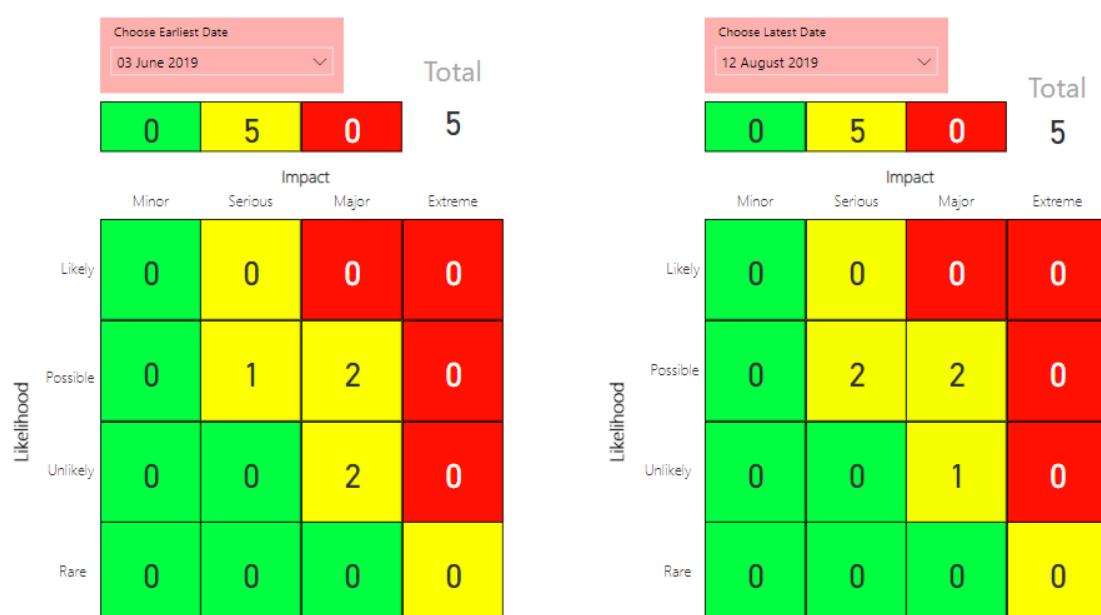 Choose Earliest Date
03 June 2019
Total
0 5 0 5
Impact
Minor Serious Major Extreme
Likely 0 0 0 0
Possible 0 1 2 0
Likelihood
Unlikely 0 0 2 0
Rare 0 0 0 0
Choose Latest Date
12 August 2019
Total
0 5 0 5
Impact
Minor Serious Major Extreme
Likely 0 0 0 0
Possible 0 2 2 0
Likelihood
Unlikely 0 0 1 0
Rare 0 0 0 0